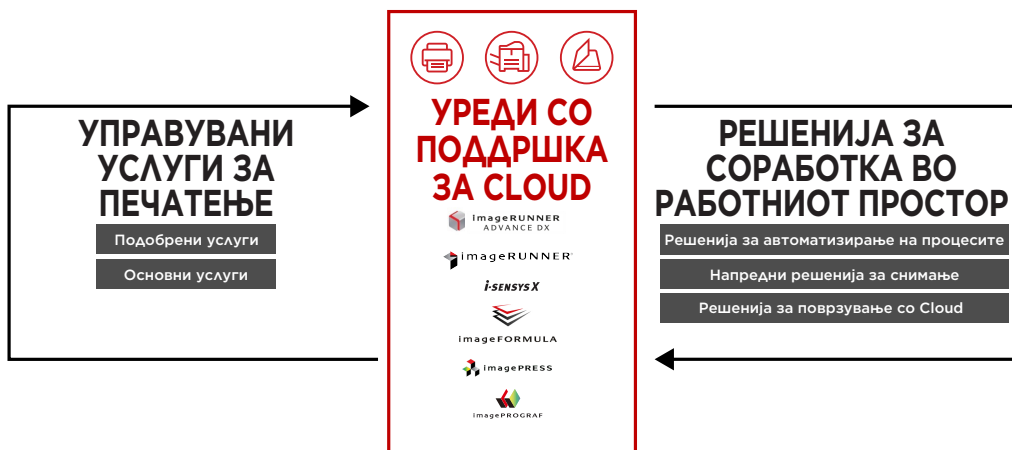 УПРАВУВАНИ
УСЛУГИ ЗА
ПЕЧАТЕЊЕ
Подобрени услуги
Основни услуги
УРЕДИ СО
ПОДДРШКА
ЗА CLOUD
imageRUNNER
ADVANCE DX
imageRUNNER
i-SENSYS X
imageFORMULA
imagePRESS
imagePROGRAF
РЕШЕНИЈА ЗА
СОРАБОТКА ВО
РАБОТНИОТ ПРОСТОР
Решенија за автоматизирање на процесите
Напредни решенија за снимање
Решенија за поврзување со Cloud